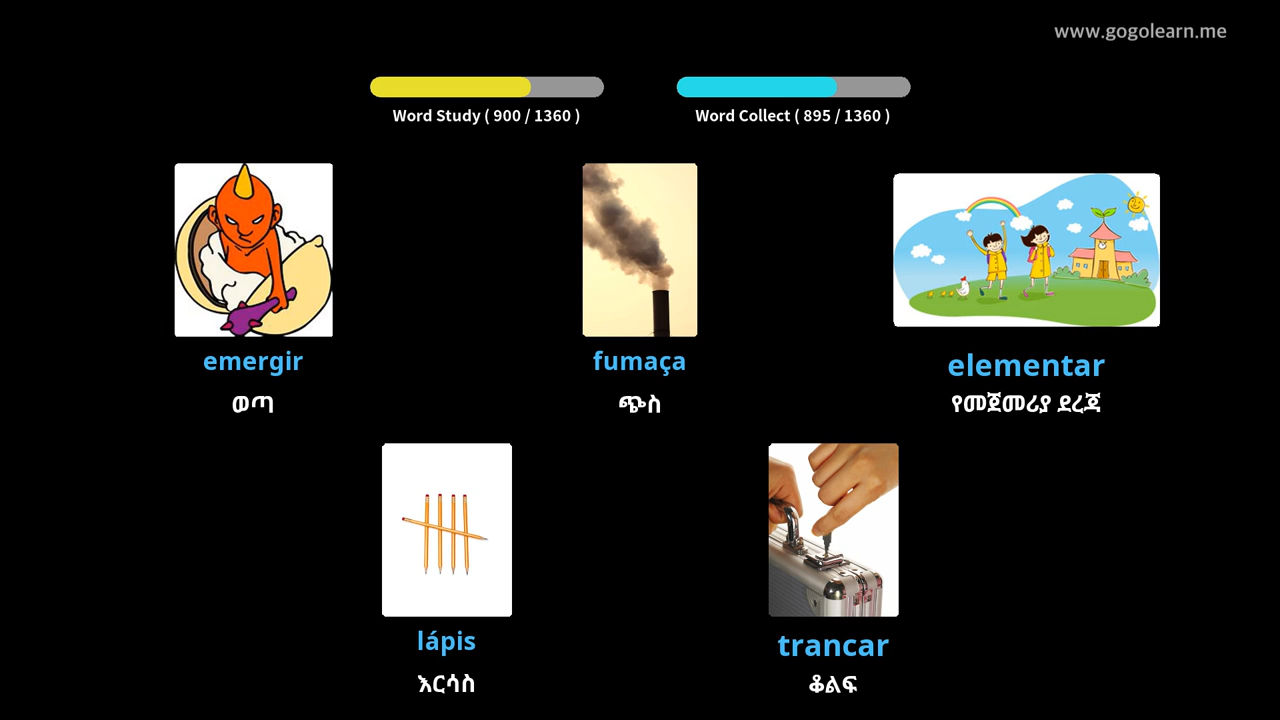 www.gogolearn.me
Word Study ( 900 / 1360 )
Word Collect ( 895 / 1360 )
emergir
fumaça
elementar
ወጣ
ጭስ
የመጀመሪያ ደረጃ
lápis
trancar
እርሳስ
ቆልፍ